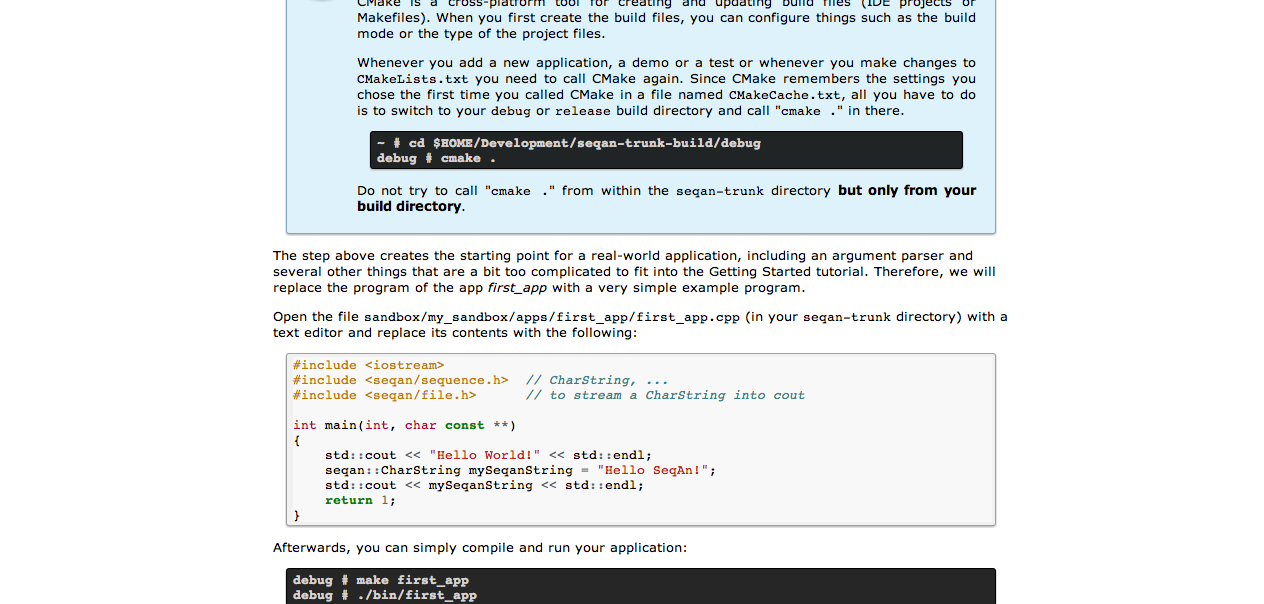 CMake is a cross-platform tool for creating and updating build files (IDE projects or
Makefiles). When you first create the build files, you can configure things such as the build
mode or the type of the project files.
Whenever you add a new application, a demo or a test or whenever you make changes to
CMakeLists.txt you need to call CMake again. Since CMake remembers the settings you
chose the first time you called CMake in a file named CMakeCache.txt, all you have to do
is to switch to your debug or release build directory and call "cmake ." in there.
~ # cd $HOME/Development/seqan-trunk-build/debug
debug # cmake .
Do not try to call "cmake ." from within the seqan-trunk directory but only from your
build directory.
The step above creates the starting point for a real-world application, including an argument parser and
several other things that are a bit too complicated to fit into the Getting Started tutorial. Therefore, we will
replace the program of the app first_app with a very simple example program.
Open the file sandbox/my_sandbox/apps/first_app/first_app.cpp (in your seqan-trunk directory) with a
text editor and replace its contents with the following:
#include <iostream>
#include <seqan/sequence.h>  // CharString, ...
#include <seqan/file.h>      // to stream a CharString into cout
int main(int, char const **)
{
    std::cout << "Hello World!" << std::endl;
    seqan::CharString mySeqanString = "Hello SeqAn!";
    std::cout << mySeqanString << std::endl;
    return 1;
}
Afterwards, you can simply compile and run your application:
debug # make first_app
debug # ./bin/first_app